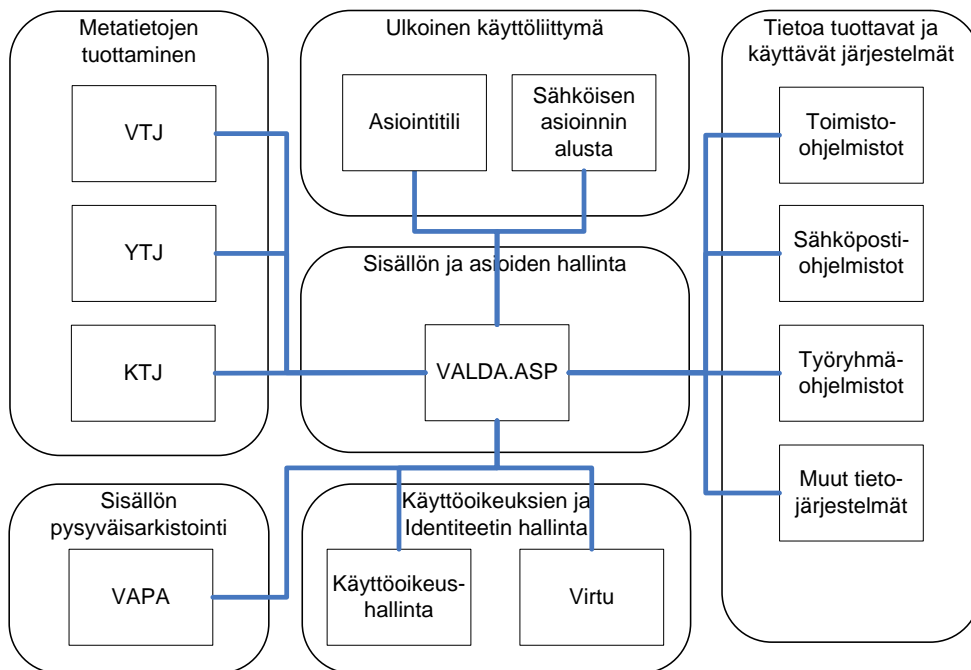 Metatietojen
tuottaminen
VTJ
YTJ
KTJ
Ulkoinen käyttöliittymä
Asiointitili
Sähköisen
asioinnin
alusta
Sisällön ja asioiden hallinta
VALDA.ASP
Tietoa tuottavat ja
käyttävät järjestelmät
Toimisto-
ohjelmistot
Sähköposti-
ohjelmistot
Työryhmä-
ohjelmistot
Muut tieto-
järjestelmät
Sisällön
pysyväisarkistointi
VAPA
Käyttöoikeuksien ja
Identiteetin hallinta
Käyttöoikeus-
hallinta
Virtu